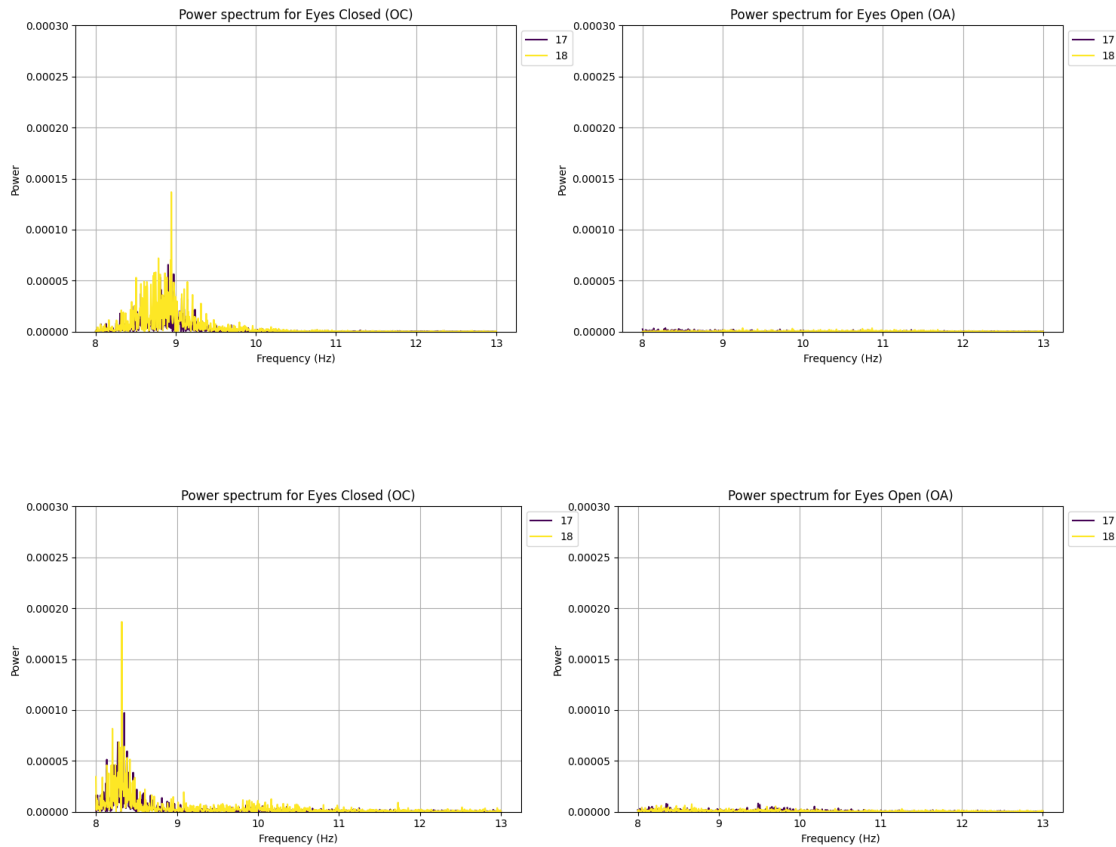 Power spectrum for Eyes Closed (OC)
0.00030
0.00025
0.00020
0.00015
0.00010
0.00005
0.00000
Power
8 9 10 11 12 13
Frequency (Hz)
17
18
Power spectrum for Eyes Open (OA)
0.00030
0.00025
0.00020
0.00015
0.00010
0.00005
0.00000
Power
8 9 10 11 12 13
Frequency (Hz)
17
18
Power spectrum for Eyes Closed (OC)
0.00030
0.00025
0.00020
0.00015
0.00010
0.00005
0.00000
Power
8 9 10 11 12 13
Frequency (Hz)
17
18
Power spectrum for Eyes Open (OA)
0.00030
0.00025
0.00020
0.00015
0.00010
0.00005
0.00000
Power
8 9 10 11 12 13
Frequency (Hz)
17
18